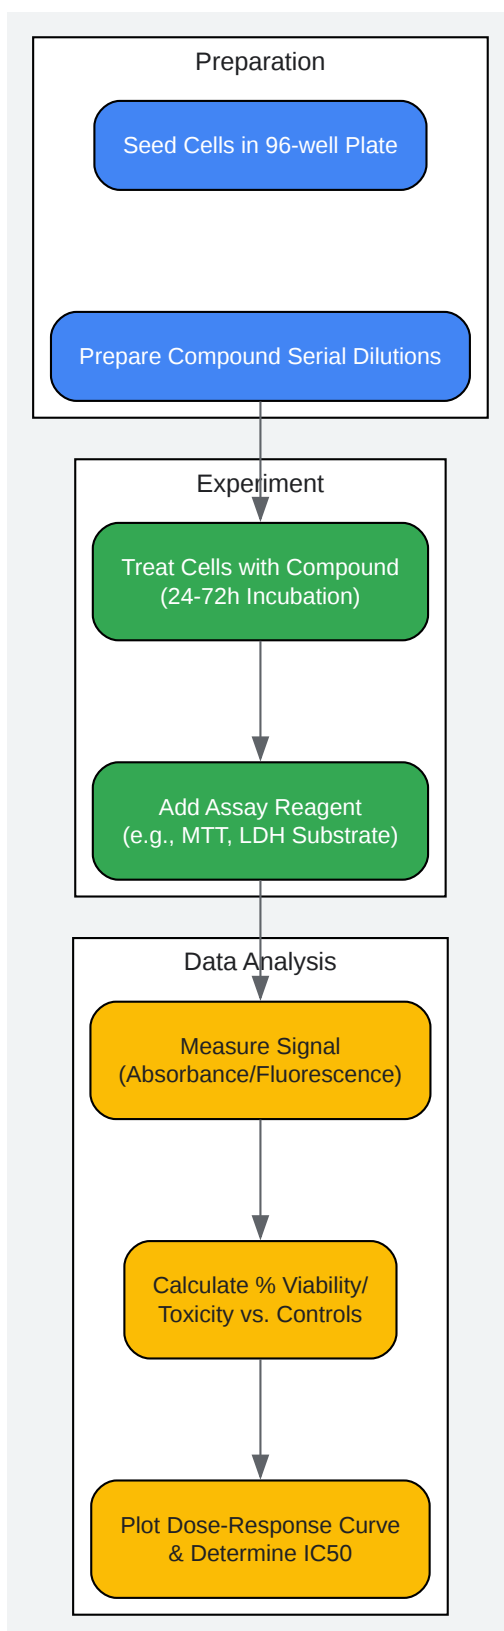 Preparation
Seed Cells in 96-well Plate
Prepare Compound Serial Dilutions
Experiment
Treat Cells with Compound
(24-72h Incubation)
Add Assay Reagent
(e.g., MTT, LDH Substrate)
Data Analysis
Measure Signal
(Absorbance/Fluorescence)
Calculate % Viability/
Toxicity vs. Controls
Plot Dose-Response Curve
& Determine IC50